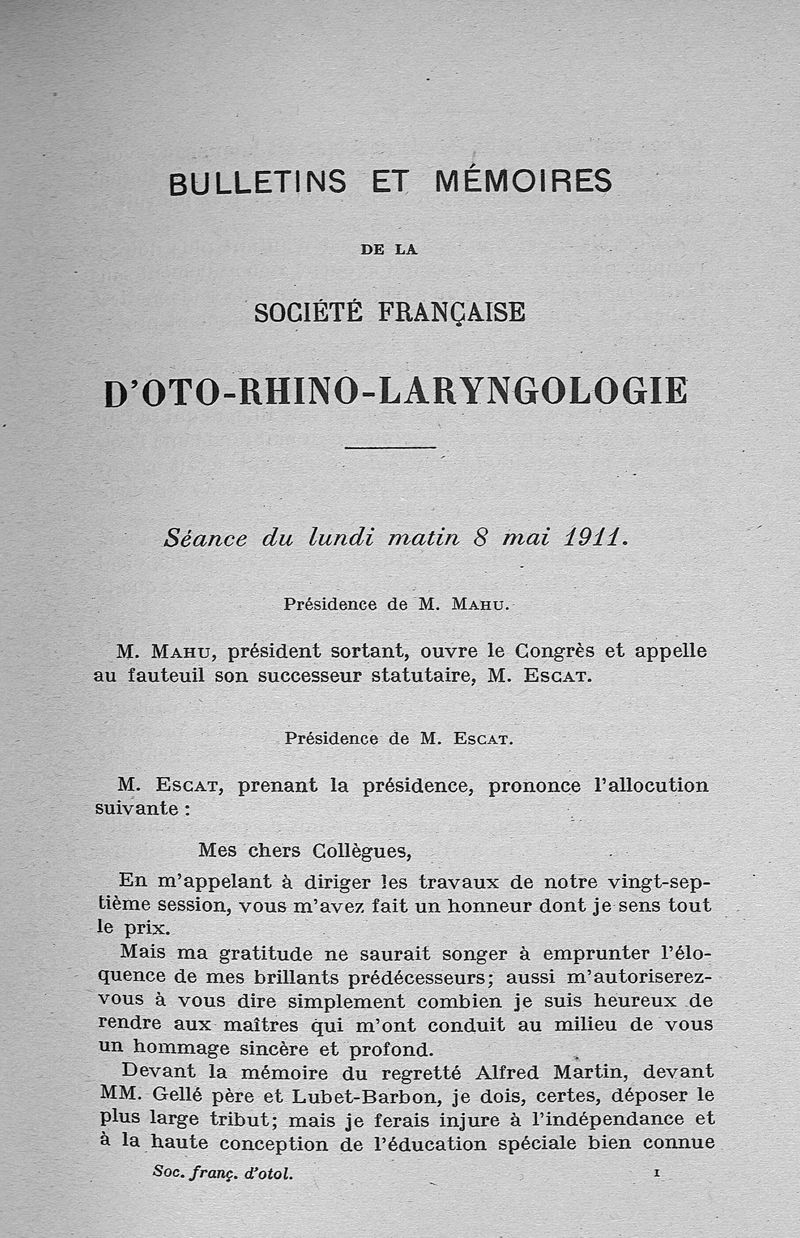 BULLETINS ET MÉMOIRES
DE LA
SOCIÉTÉ FRANÇAISE
D'OTO-RHINO-LARYNGOLOGIE
Séance du lundi matin 8 mai 1911.
Présidence de M. MAHU.
M. MAHU, président sortant, ouvre le Congrès et appelle
au fauteuil son successeur statutaire, M. ESCAT.
Présidence de M. ESCAT.
M. ESCAT, prenant la présidence, prononce l'allocution
suivante :
Mes chers Collègues,
En m'appelant à diriger les travaux de notre vingt-sep-
tième session, vous m'avez fait un honneur dont je sens tout
le prix.
Mais ma gratitude ne saurait songer à emprunter l'élo-
quence de mes brillants prédécesseurs; aussi m'autoriserez-
vous à vous dire simplement combien je suis heureux de
rendre aux maîtres qui m'ont conduit au milieu de vous
un hommage sincère et profond.
Devant la mémoire du regretté Alfred Martin, devant
MM. Gellé père et Lubet-Barbon, je dois, certes, déposer le
plus large tribut; mais je ferais injure à l'indépendance et
à la haute conception de l'éducation spéciale bien connue
Soc. franç. d'otol. 1